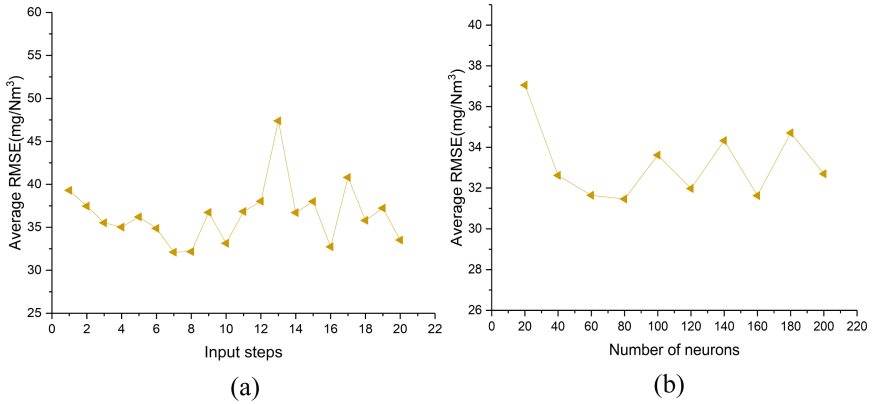 60
55
50
45
40
35
30
25
Average RMSE(mg/Nm³)
0 2 4 6 8 10 12 14 16 18 20 22
Input steps
(a)
40
38
36
34
32
30
28
26
Average RMSE(mg/Nm³)
0 20 40 60 80 100 120 140 160 180 200 220
Number of neurons
(b)